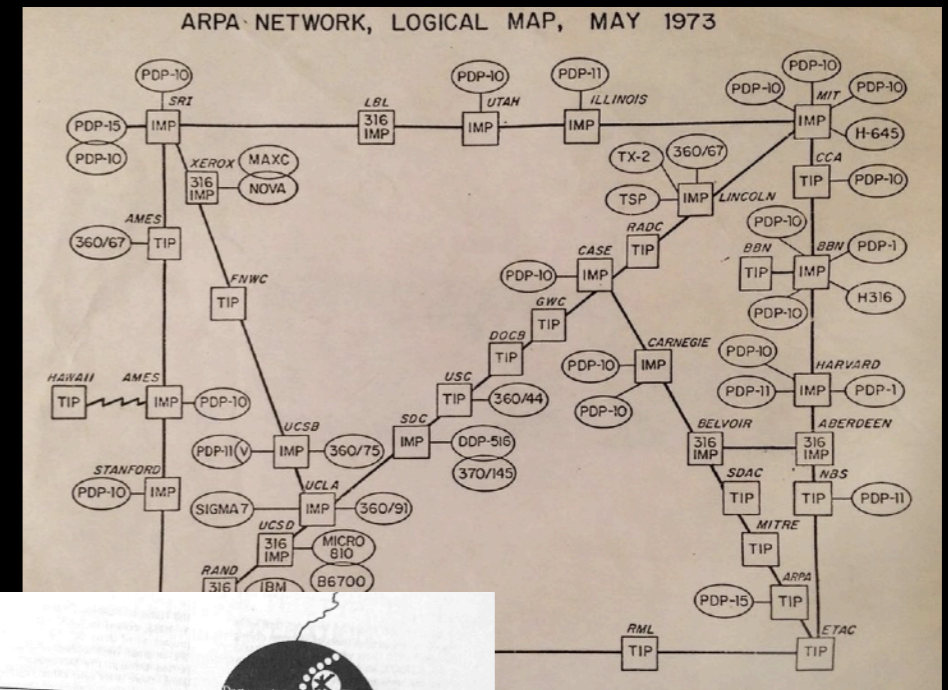 ARPA NETWORK, LOGICAL MAP, MAY 1973
PDP-10
PDP-10
PDP-11
PDP-10
PDP-10
PDP-10
SRI
LBL
UTAH
ILLINOIS
MIT
PDP-15
IMP
316
IMP
IMP
IMP
IMP
H-645
PDP-10
XEROX
MAXC
TX-2
360/67
CCA
316
IMP
NOVA
TSP
IMP
LINCOLN
TIP
PDP-10
AMES
RADC
PDP-10
360/67
TIP
TIP
BBN
BBN
PDP-1
CASE
TIP
IMP
FNWC
PDP-10
IMP
H316
TIP
GWC
PDP-10
TIP
DOCB
CARNEGIE
PDP-10
HARVARD
TIP
PDP-10
IMP
HAWAII
AMES
USC
PDP-11
IMP
PDP-1
TIP
IMP
PDP-10
TIP
360/44
PDP-10
SDC
BELVOIR
ABERDEEN
UCSB
IMP
DDP-516
316
IMP
316
IMP
PDP-11
V
IMP
360/75
370/145
STANFORD
UCLA
SDAC
NBS
PDP-10
IMP
TIP
TIP
PDP-11
SIGMA 7
IMP
360/91
UCSD
MITRE
316
IMP
MICRO
810
TIP
RAND
ARPA
316
IBM
B6700
PDP-15
TIP
RML
ETAC
TIP
TIP